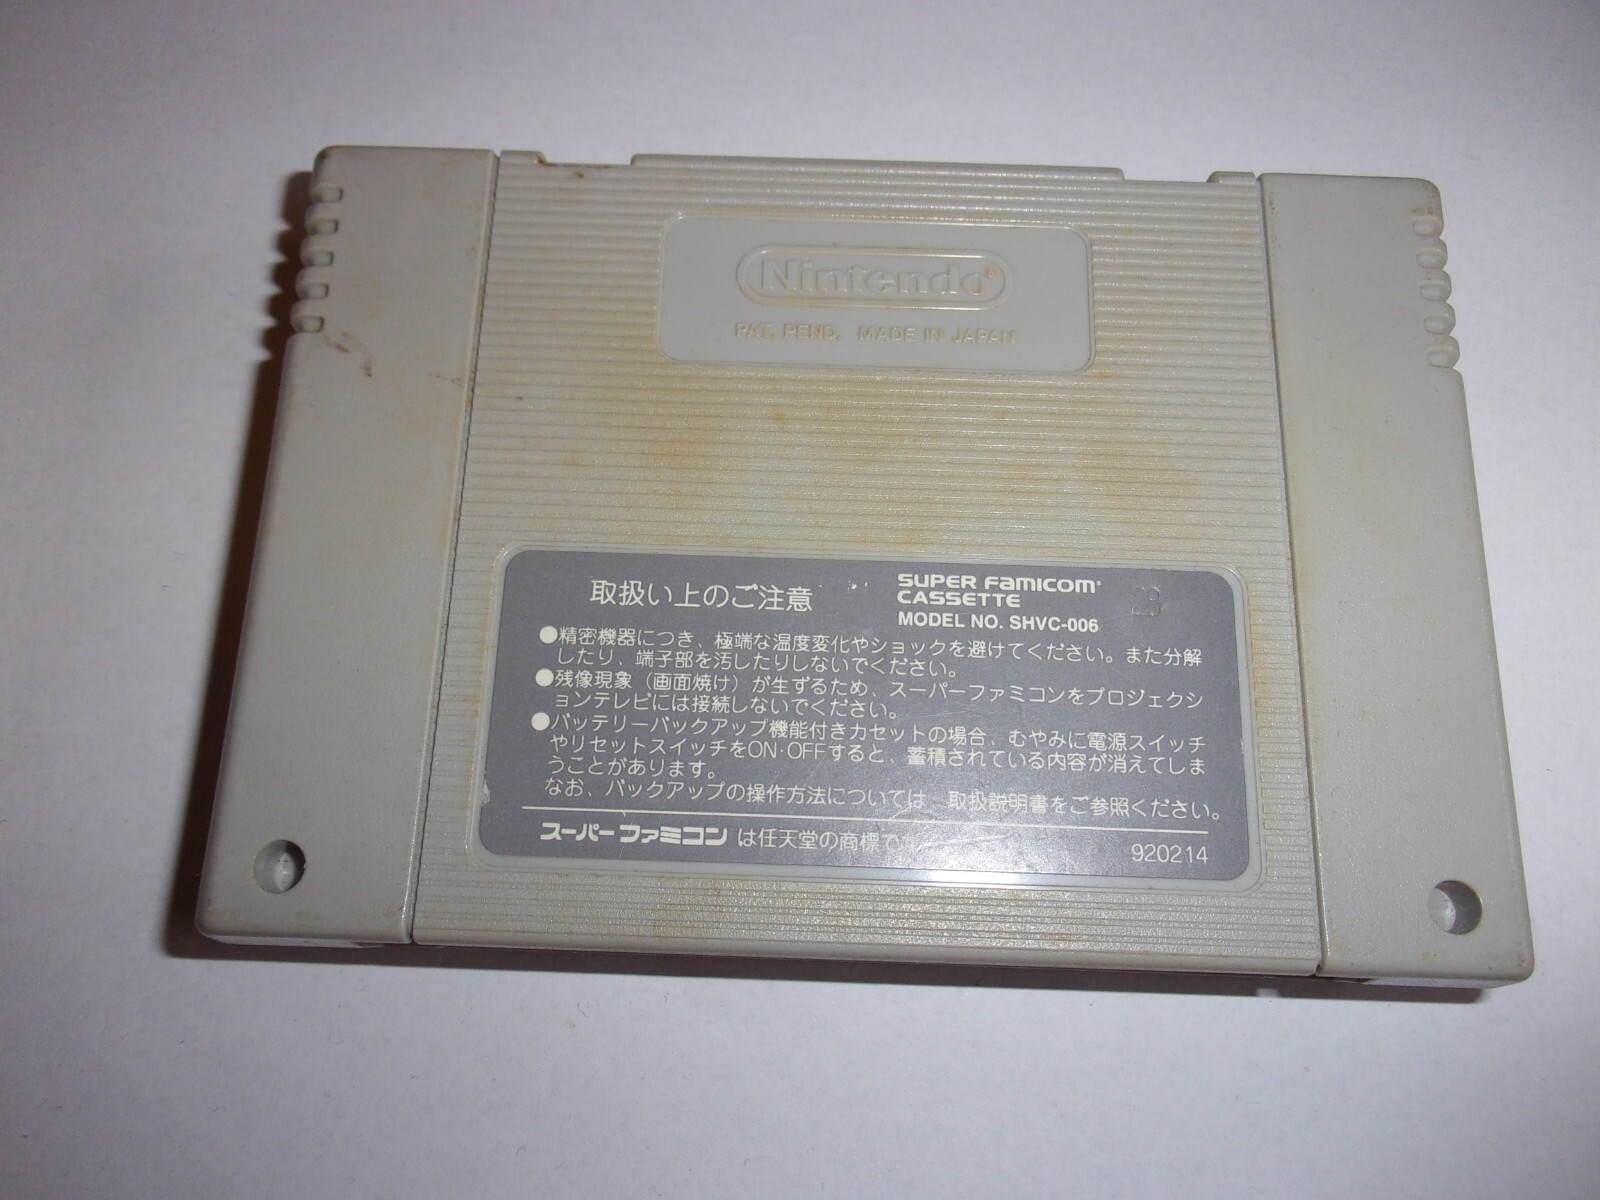 Nintendo®
PAT. PEND. MADE IN JAPAN
取扱い上のご注意
SUPER FAMICOM®
CASSETTE
MODEL NO. SHVC-006
23
●精密機器につき、極端な温度変化やショックを避けてください。また分解
したり、端子部を汚したりしないでください。
●残像現象（画面焼け）が生ずるため、スーパーファミコンをプロジェクシ
ョンテレビには接続しないでください。
●バッテリーバックアップ機能付きカセットの場合、むやみに電源スイッチ
やリセットスイッチをON･OFFすると、蓄積されている内容が消えてしま
うことがあります。
なお、バックアップの操作方法については 取扱説明書をご参照ください。
スーパーファミコンは任天堂の商標です
920214